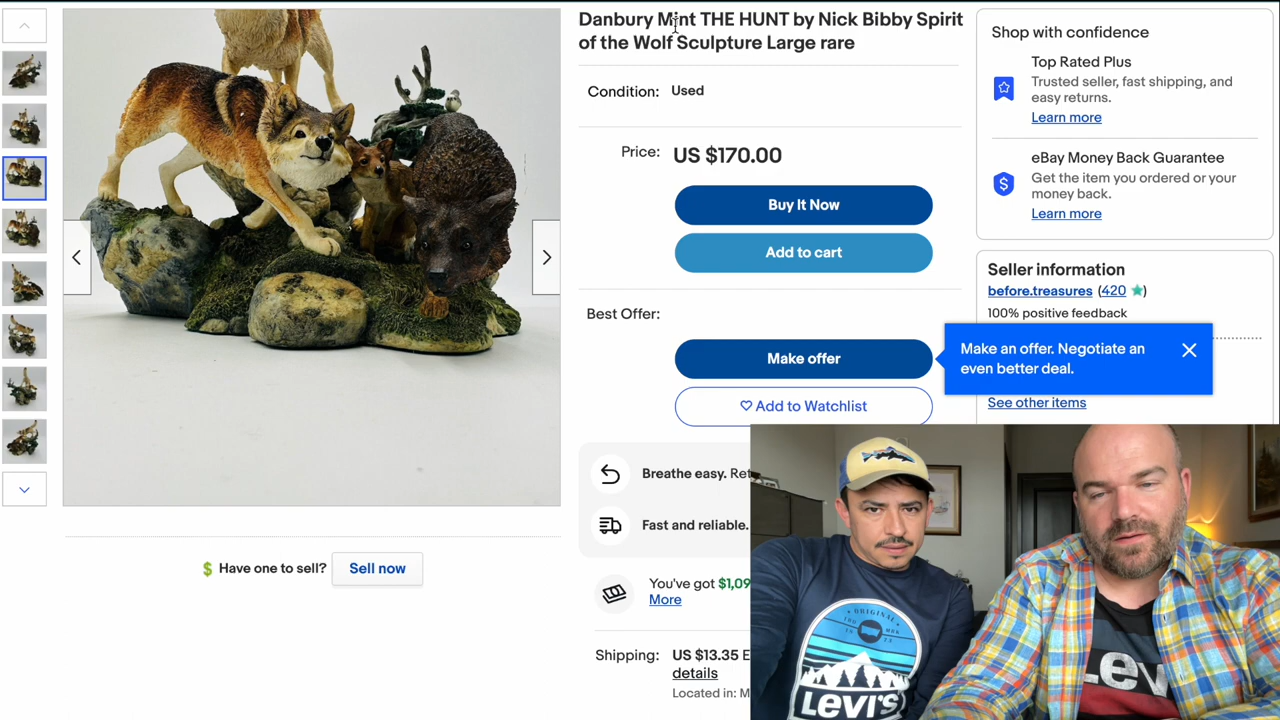 Danbury Mint THE HUNT by Nick Bibby Spirit
of the Wolf Sculpture Large rare
Condition: Used
Price: US $170.00
Buy It Now
Add to cart
Best Offer:
Make offer
Add to Watchlist
Breathe easy.
Fast and reliable.
You've got $1,09
More
Shipping: US $13.35
details
Located in:
Have one to sell? Sell now
Shop with confidence
Top Rated Plus
Trusted seller, fast shipping, and
easy returns.
Learn more
eBay Money Back Guarantee
Get the item you ordered or your
money back.
Learn more
Seller information
before.treasures (420)
100% positive feedback
Make an offer. Negotiate an
even better deal.
See other items
ORIGINAL
LEVI'S